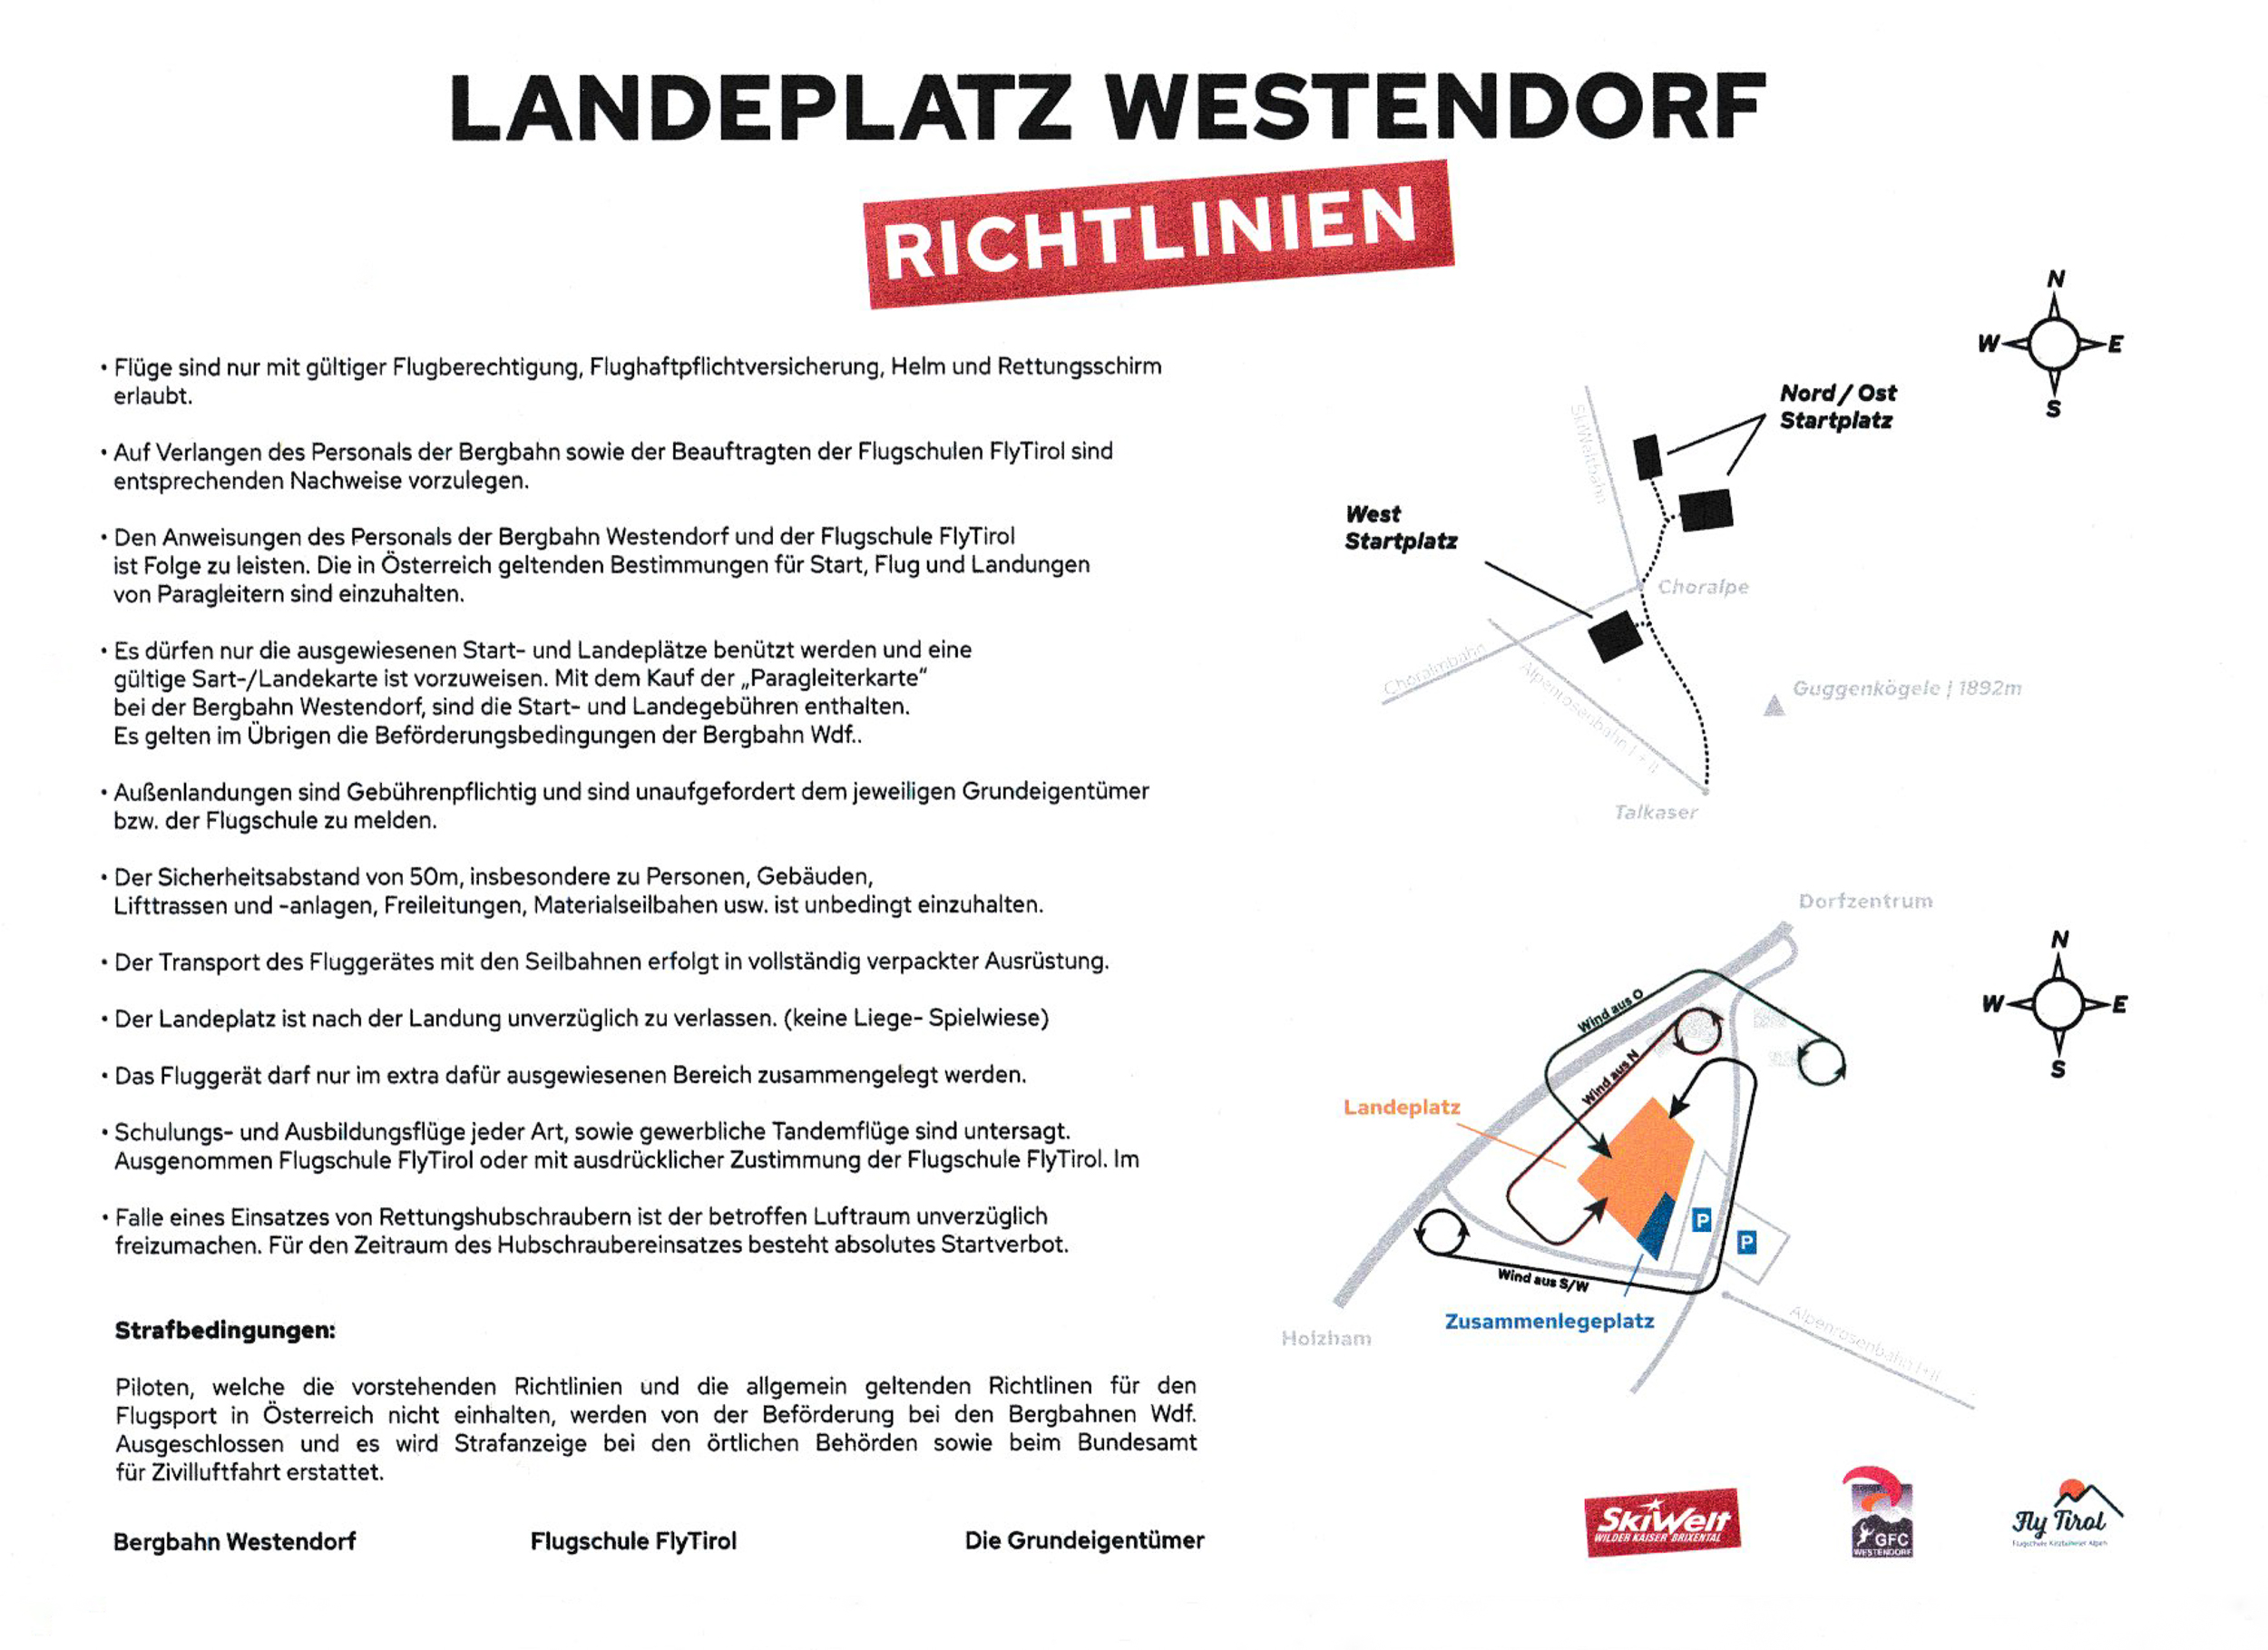 LANDEPLATZ WESTENDORF
RICHTLINIEN
• Flüge sind nur mit gültiger Flugberechtigung, Flughaftpflichtversicherung, Helm und Rettungsschirm
erlaubt.
• Auf Verlangen des Personals der Bergbahn sowie der Beauftragten der Flugschulen FlyTirol sind
entsprechenden Nachweise vorzulegen.
• Den Anweisungen des Personals der Bergbahn Westendorf und der Flugschule FlyTirol
ist Folge zu leisten. Die in Österreich geltenden Bestimmungen für Start, Flug und Landungen
von Paragleitern sind einzuhalten.
• Es dürfen nur die ausgewiesenen Start- und Landeplätze benützt werden und eine
gültige Sart-/Landekarte ist vorzuweisen. Mit dem Kauf der „Paragleiterkarte“
bei der Bergbahn Westendorf, sind die Start- und Landegebühren enthalten.
Es gelten im Übrigen die Beförderungsbedingungen der Bergbahn Wdf..
• Außenlandungen sind Gebührenpflichtig und sind unaufgefordert dem jeweiligen Grundeigentümer
bzw. der Flugschule zu melden.
• Der Sicherheitsabstand von 50m, insbesondere zu Personen, Gebäuden,
Lifttrassen und -anlagen, Freileitungen, Materialseilbahen usw. ist unbedingt einzuhalten.
• Der Transport des Fluggerätes mit den Seilbahnen erfolgt in vollständig verpackter Ausrüstung.
• Der Landeplatz ist nach der Landung unverzüglich zu verlassen. (keine Liege- Spielwiese)
• Das Fluggerät darf nur im extra dafür ausgewiesenen Bereich zusammengelegt werden.
• Schulungs- und Ausbildungsflüge jeder Art, sowie gewerbliche Tandemflüge sind untersagt.
Ausgenommen Flugschule FlyTirol oder mit ausdrücklicher Zustimmung der Flugschule FlyTirol. Im
• Falle eines Einsatzes von Rettungshubschraubern ist der betroffen Luftraum unverzüglich
freizumachen. Für den Zeitraum des Hubschraubereinsatzes besteht absolutes Startverbot.
Strafbedingungen:
Piloten, welche die vorstehenden Richtlinien und die allgemein geltenden Richtlinen für den
Flugsport in Österreich nicht einhalten, werden von der Beförderung bei den Bergbahnen Wdf.
Ausgeschlossen und es wird Strafanzeige bei den örtlichen Behörden sowie beim Bundesamt
für Zivilluftfahrt erstattet.
Bergbahn Westendorf
Flugschule FlyTirol
Die Grundeigentümer
N
W
E
S
Nord / Ost
Startplatz
SkiWeltbahn
West
Startplatz
Choralpe
Choralmbahn
Alpenrosenbahn I + II
Guggenkögele | 1892m
Talkaser
Dorfzentrum
N
W
E
S
Wind aus O
Wind aus N
Landeplatz
P
P
Wind aus S/W
Zusammenlegeplatz
Holzham
Alpenrosenbahn I+II
SkiWelt
WILDER KAISER BRIXENTAL
GFC
WESTENDORF
Fly Tirol
Flugschule Kitzbüheler Alpen